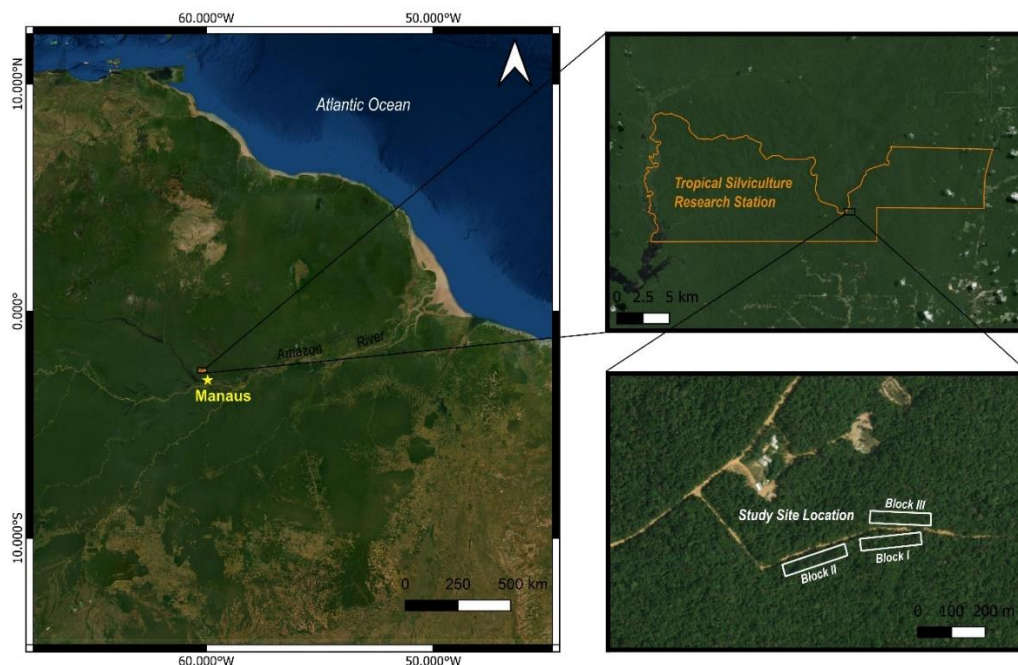 60.000°W 50.000°W
10.000°N
0.000°
10.000°S
Atlantic Ocean
Amazon River
Manaus
0 250 500 km
60.000°W 50.000°W
Tropical Silviculture
Research Station
0 2.5 5 km
Study Site Location
Block III
Block I
Block II
0 100 200 m